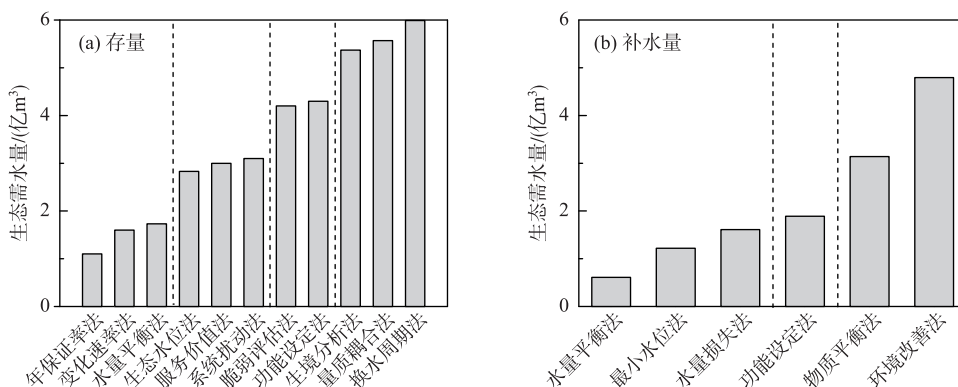 (a) 存量
生态需水量/(亿m³)
6
4
2
0
年保证率法
变化速率法
水量平衡法
生态水位法
服务价值法
系统扰动法
脆弱评估法
功能设定法
生境分析法
量质耦合法
换水周期法
(b) 补水量
生态需水量/(亿m³)
6
4
2
0
水量平衡法
最小水位法
水量损失法
功能设定法
物质平衡法
环境改善法